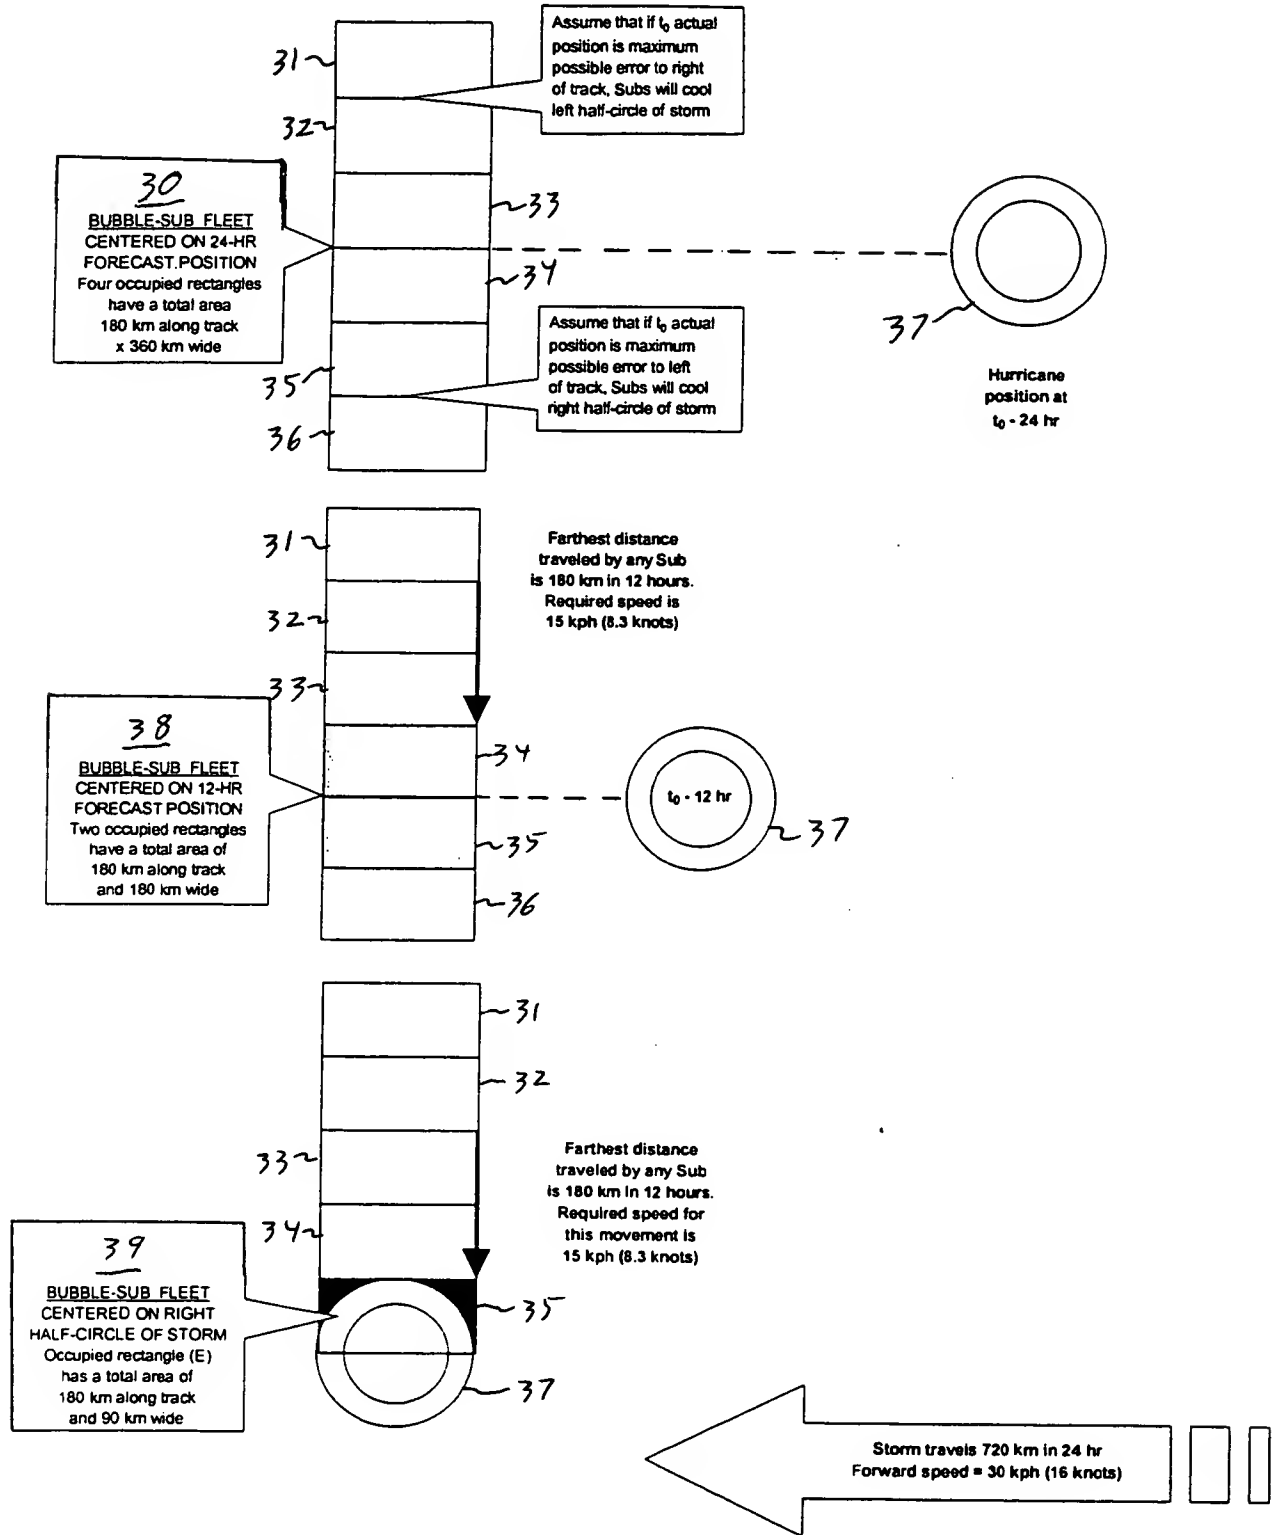 31
Assume that if t₀ actual
position is maximum
possible error to right
of track, Subs will cool
left half-circle of storm
32
30
BUBBLE-SUB FLEET
CENTERED ON 24-HR
FORECAST.POSITION
Four occupied rectangles
have a total area
180 km along track
x 360 km wide
33
34
37
Hurricane
position at
t₀ - 24 hr
Assume that if t₀ actual
position is maximum
possible error to left
of track, Subs will cool
right half-circle of storm
35
36
31
Farthest distance
traveled by any Sub
is 180 km in 12 hours.
Required speed is
15 kph (8.3 knots)
32
33
38
BUBBLE-SUB FLEET
CENTERED ON 12-HR
FORECAST POSITION
Two occupied rectangles
have a total area of
180 km along track
and 180 km wide
34
t₀ - 12 hr
37
35
36
31
32
33
Farthest distance
traveled by any Sub
is 180 km in 12 hours.
Required speed for
this movement is
15 kph (8.3 knots)
34
39
BUBBLE-SUB FLEET
CENTERED ON RIGHT
HALF-CIRCLE OF STORM
Occupied rectangle (E)
has a total area of
180 km along track
and 90 km wide
35
37
Storm travels 720 km in 24 hr
Forward speed = 30 kph (16 knots)